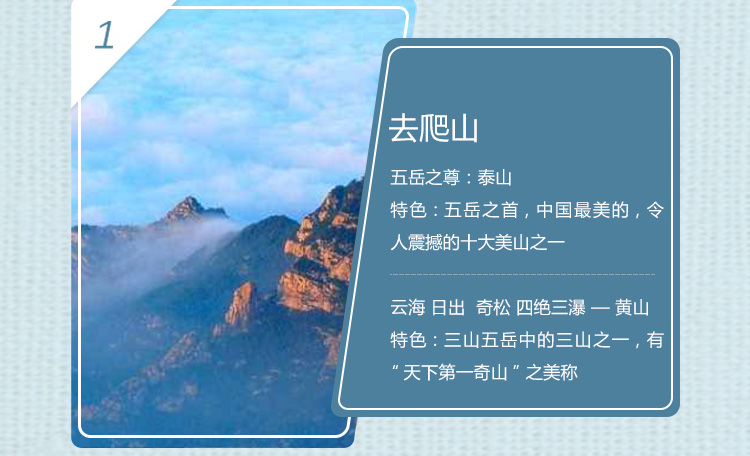 1
去爬山
五岳之尊：泰山
特色：五岳之首，中国最美的，令
人震撼的十大美山之一
云海 日出 奇松 四绝三瀑 — 黄山
特色：三山五岳中的三山之一，有
“ 天下第一奇山 ” 之美称